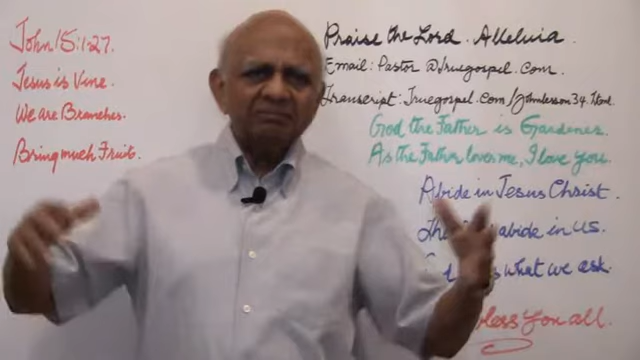 John 15:1-27.
Jesus is Vine.
We are Branches.
Bring much Fruit.
Praise the Lord. Alleluia.
Email: Pastor @ Truegospel.com.
Transcript: Truegospel.com/
God the Father is Gardener.
As the Father loves me, I love you.
Abide in Jesus Christ.
abide in us.
what we ask.
bless you all.